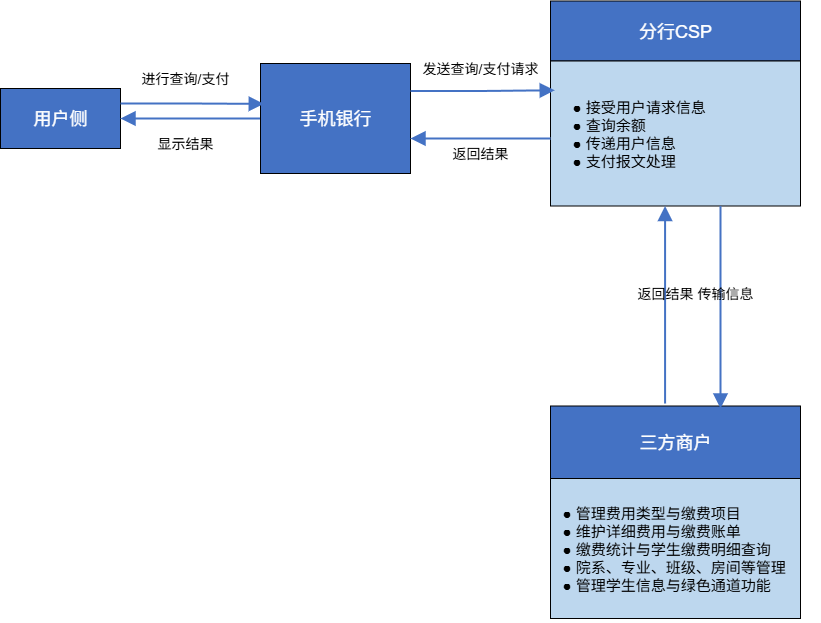 分行CSP
进行查询/支付
发送查询/支付请求
用户侧
手机银行
● 接受用户请求信息
● 查询余额
● 传递用户信息
● 支付报文处理
显示结果
返回结果
返回结果 传输信息
三方商户
● 管理费用类型与缴费项目
● 维护详细费用与缴费账单
● 缴费统计与学生缴费明细查询
● 院系、专业、班级、房间等管理
● 管理学生信息与绿色通道功能